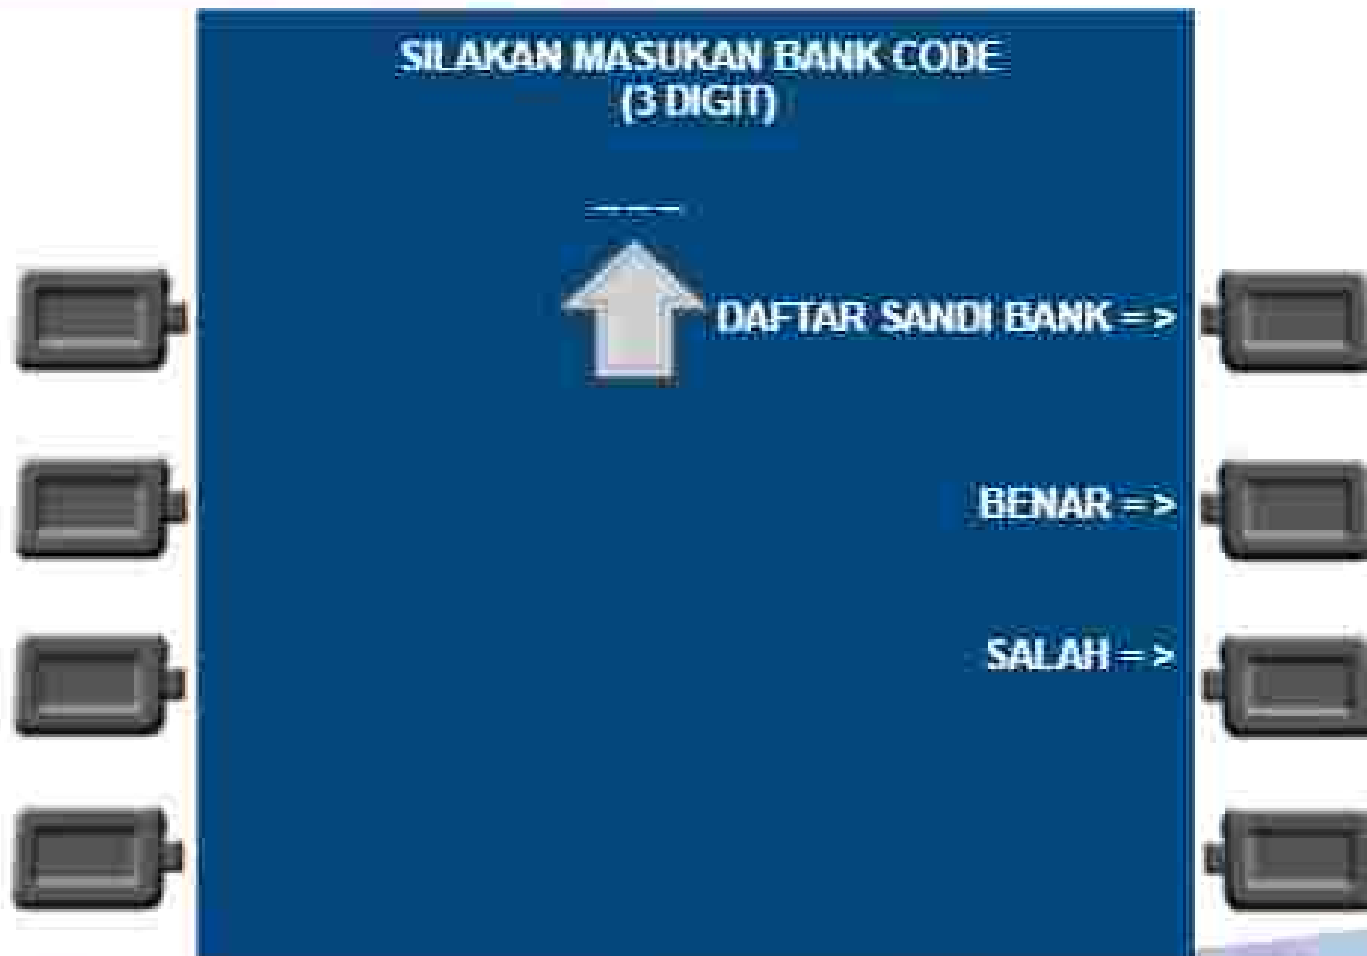 SILAKAN MASUKAN BANK CODE
(3 DIGIT)
---
DAFTAR SANDI BANK = >
BENAR = >
SALAH = >